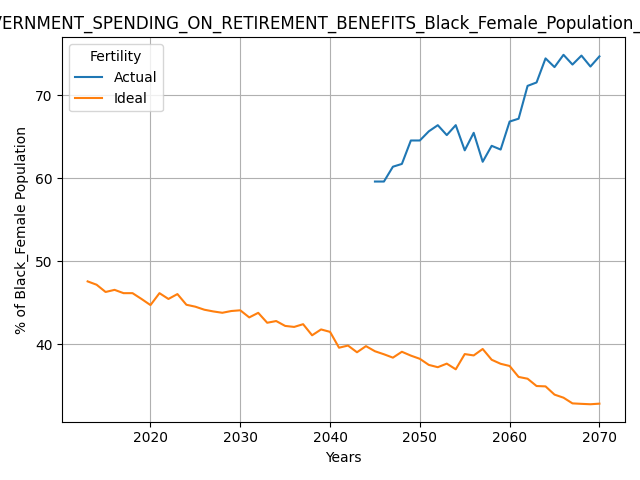 VERNMENT_SPENDING_ON_RETIREMENT_BENEFITS_Black_Female_Population_
Fertility
Actual
Ideal
% of Black_Female Population
70
60
50
40
2020 2030 2040 2050 2060 2070
Years